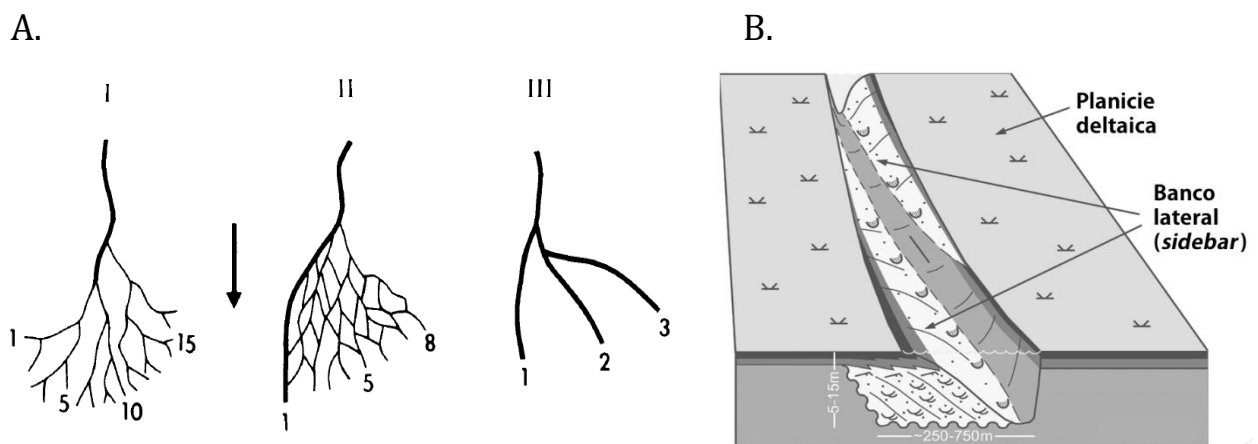 A.
I
II
III
1
5
10
15
1
5
8
1
2
3
B.
Planicie
deltaica
Banco
lateral
(sidebar)
5-15m
~250-750m